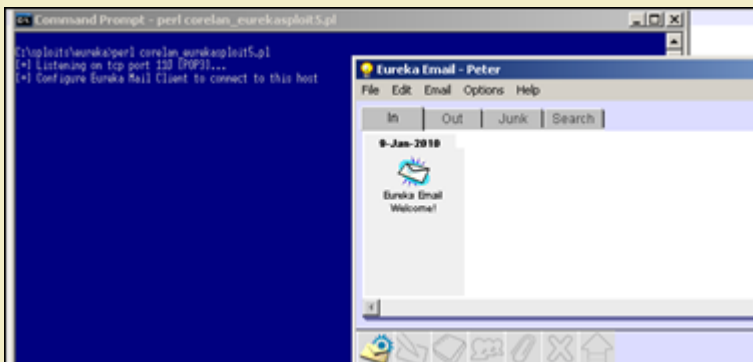 Command Prompt - perl corelan_eurekasploit5.pl
C:\sploits\eureka>perl corelan_eurekasploit5.pl
[+] Listening on tcp port 110 [POP3]...
[+] Configure Eureka Mail Client to connect to this host
Eureka Email - Peter
File Edit Email Options Help
In Out Junk Search
9-Jan-2010
Eureka Email
Welcome!